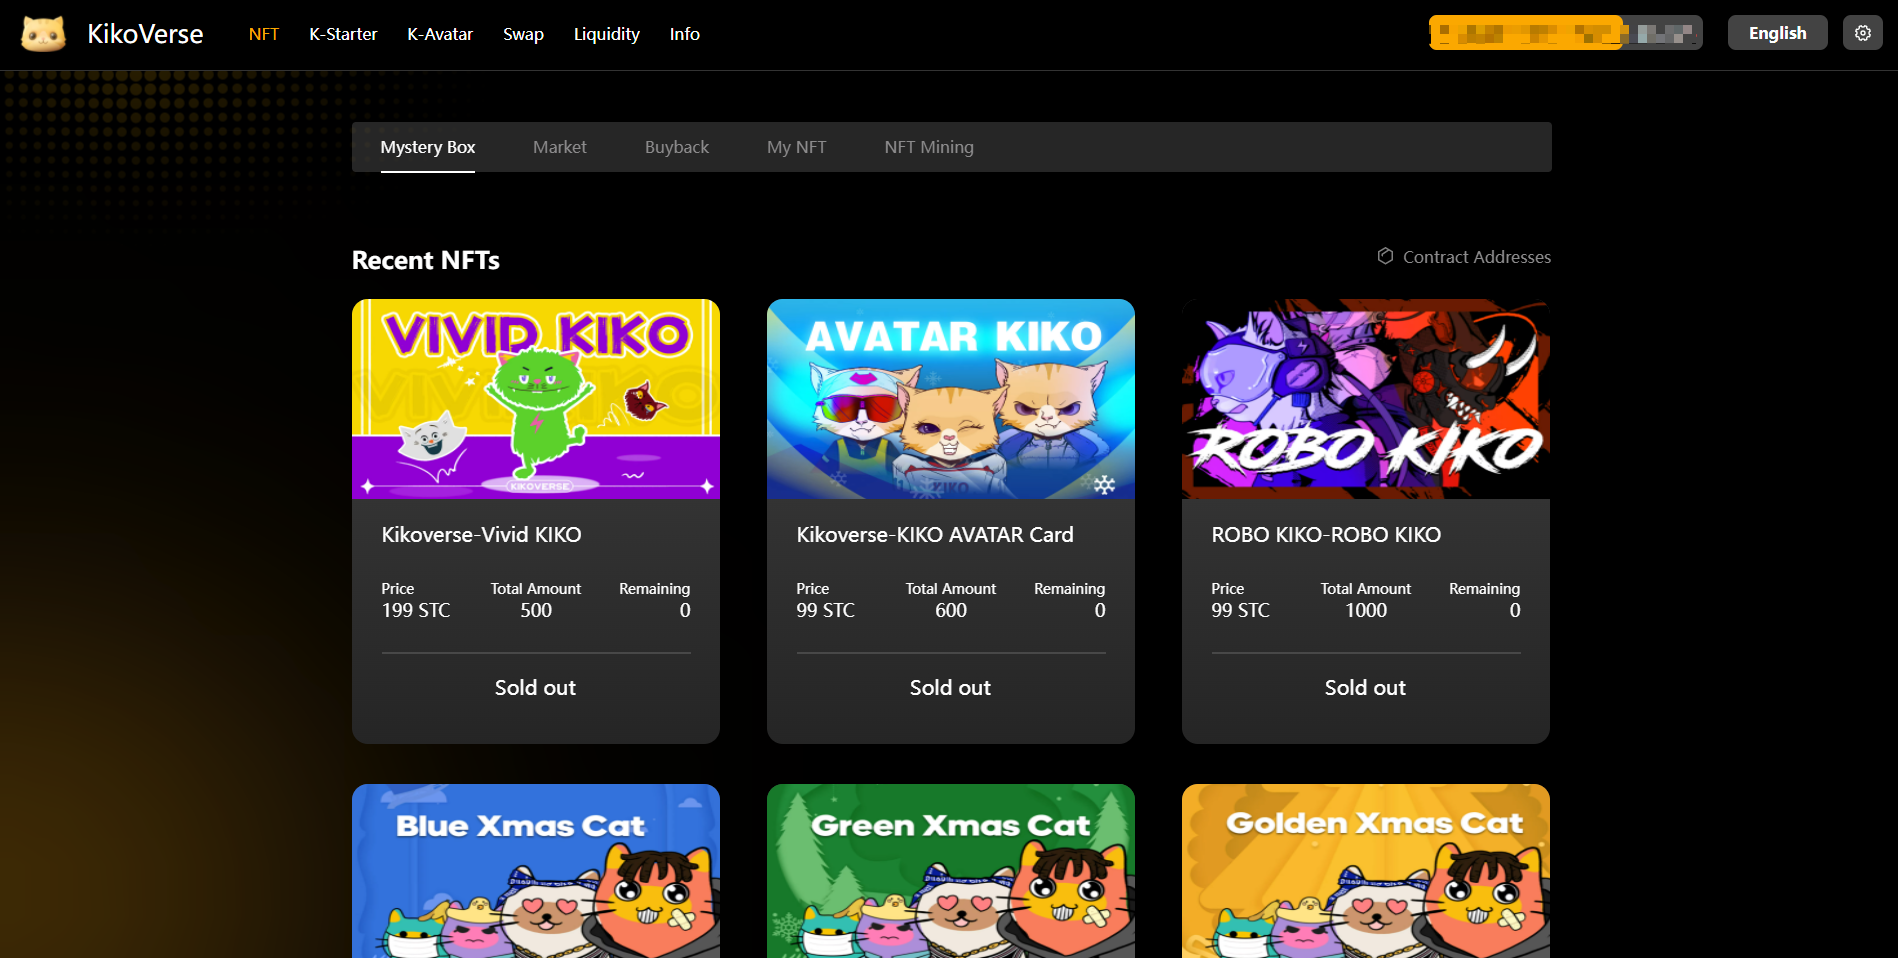 KikoVerse NFT K-Starter K-Avatar Swap Liquidity Info English
Mystery Box Market Buyback My NFT NFT Mining
Recent NFTs
Contract Addresses
VIVID KIKO
VIVID KIKO
KIKOVERSE
Kikoverse-Vivid KIKO
Price Total Amount Remaining
199 STC 500 0
Sold out
AVATAR KIKO
KIKO
Kikoverse-KIKO AVATAR Card
Price Total Amount Remaining
99 STC 600 0
Sold out
ROBO KIKO
ROBO KIKO-ROBO KIKO
Price Total Amount Remaining
99 STC 1000 0
Sold out
Blue Xmas Cat
Green Xmas Cat
Golden Xmas Cat